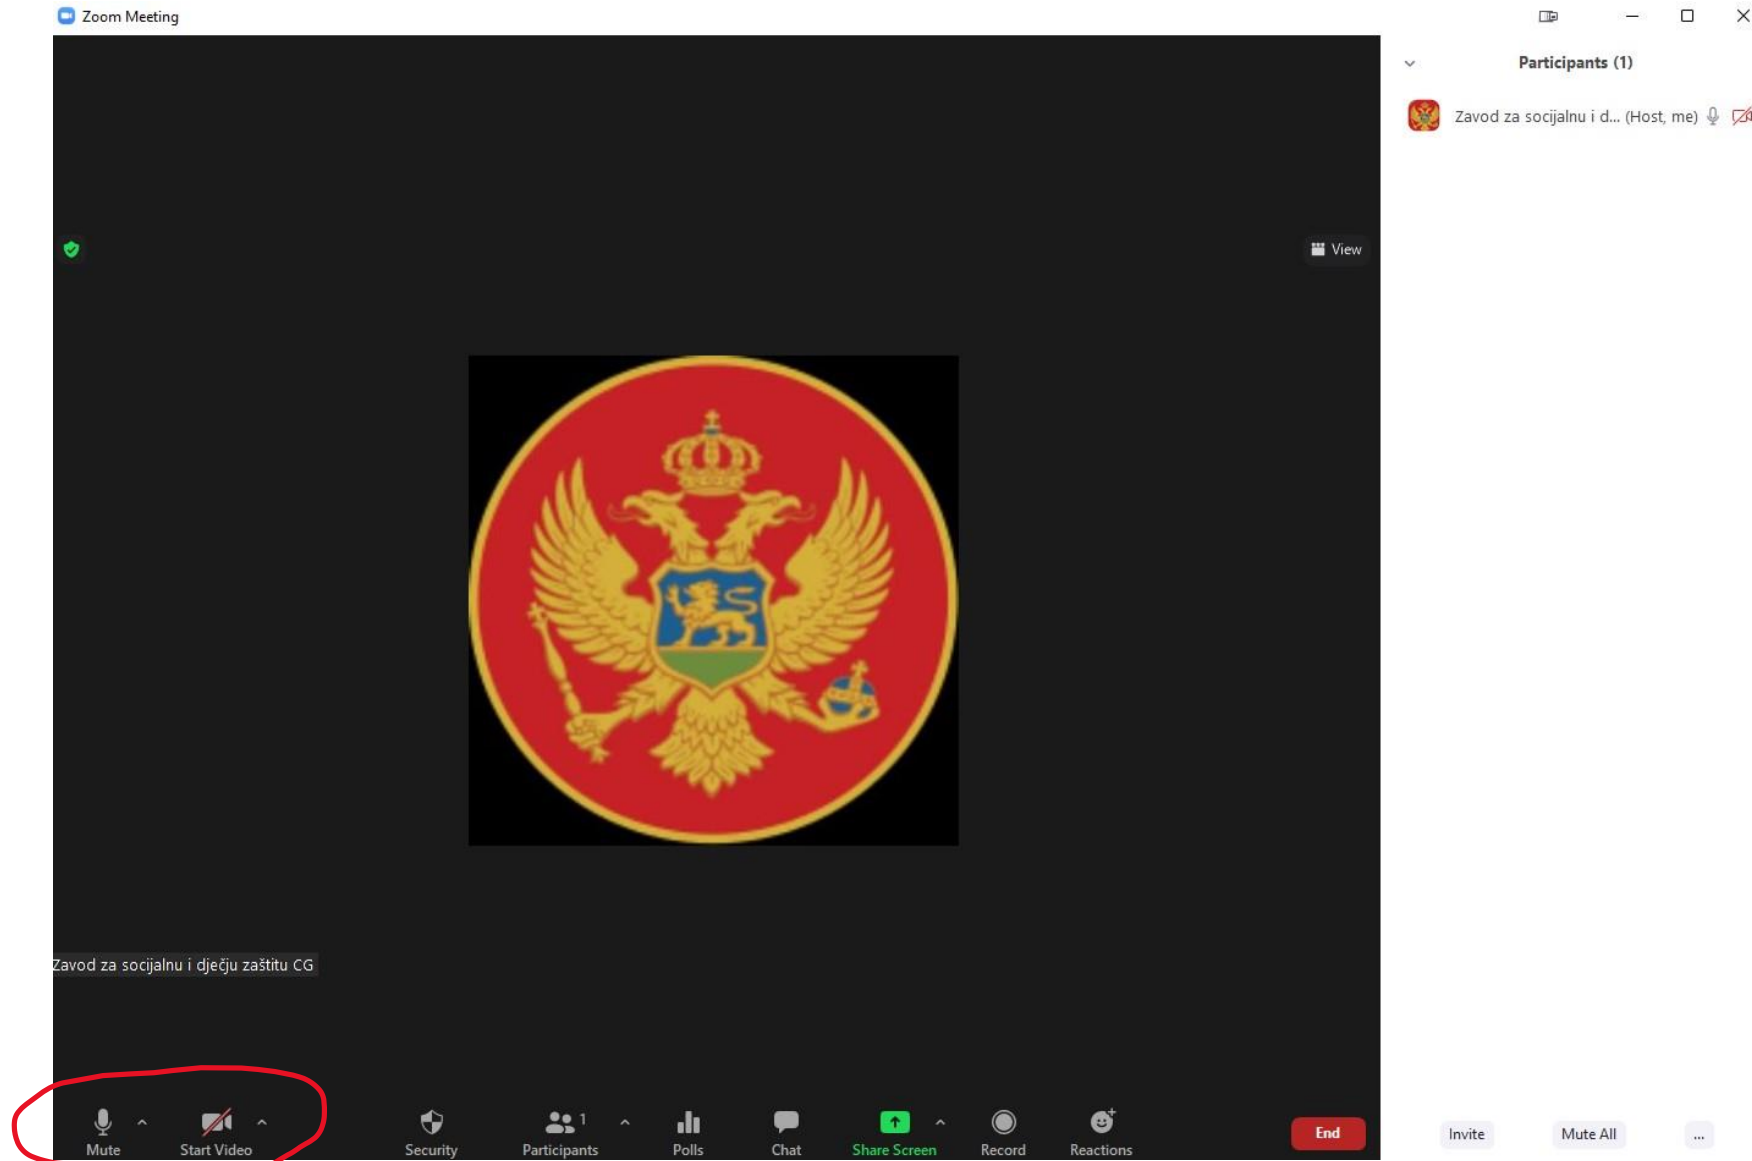 Zoom Meeting
Participants (1)
Zavod za socijalnu i d... (Host, me)
View
Zavod za socijalnu i dječju zaštitu CG
Mute
Start Video
Security
1
Participants
Polls
Chat
Share Screen
Record
Reactions
End
Invite
Mute All
...